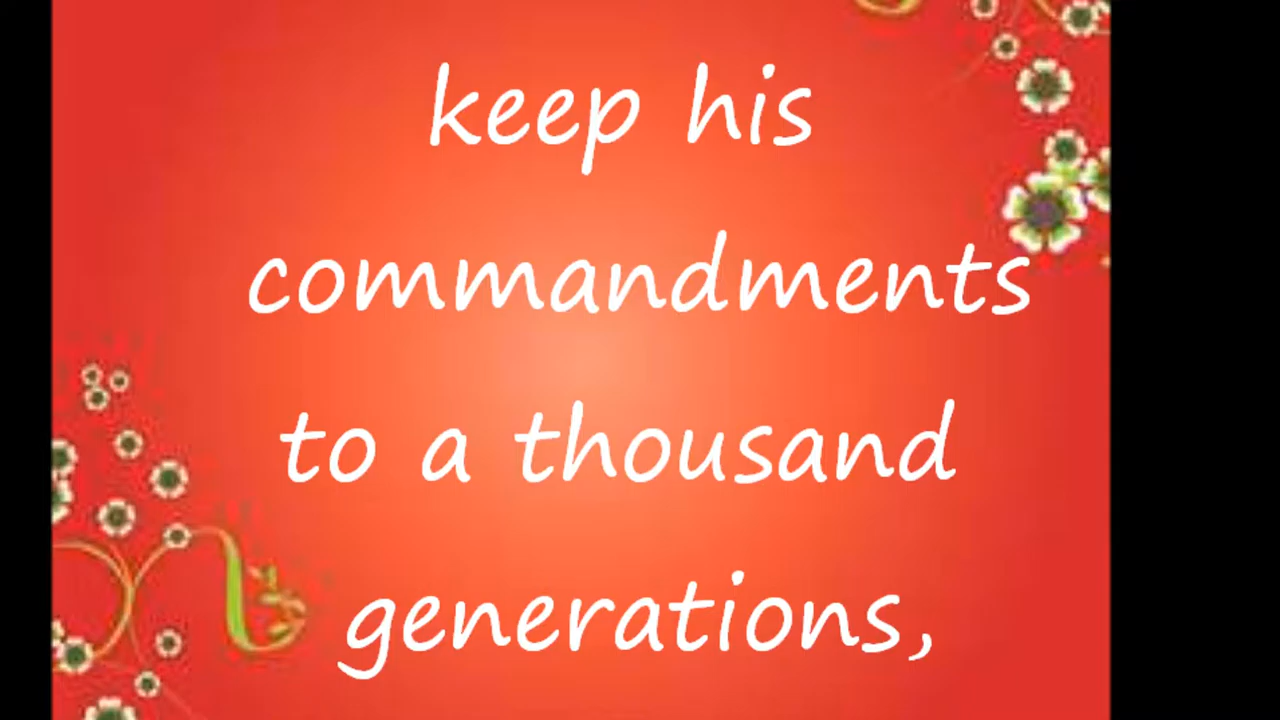 keep his
commandments
to a thousand
generations,